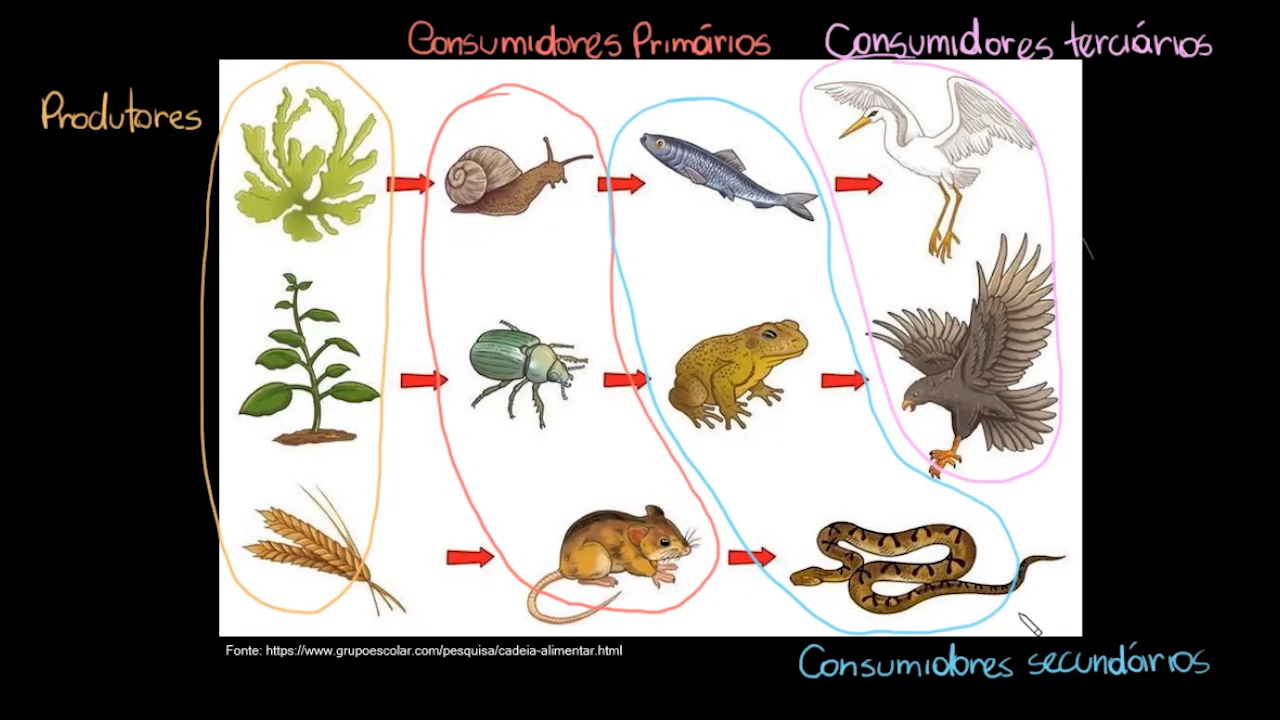 Consumidores Primários
Consumidores terciários
Produtores
Fonte: https://www.grupoescolar.com/pesquisa/cadeia-alimentar.html
Consumidores secundários